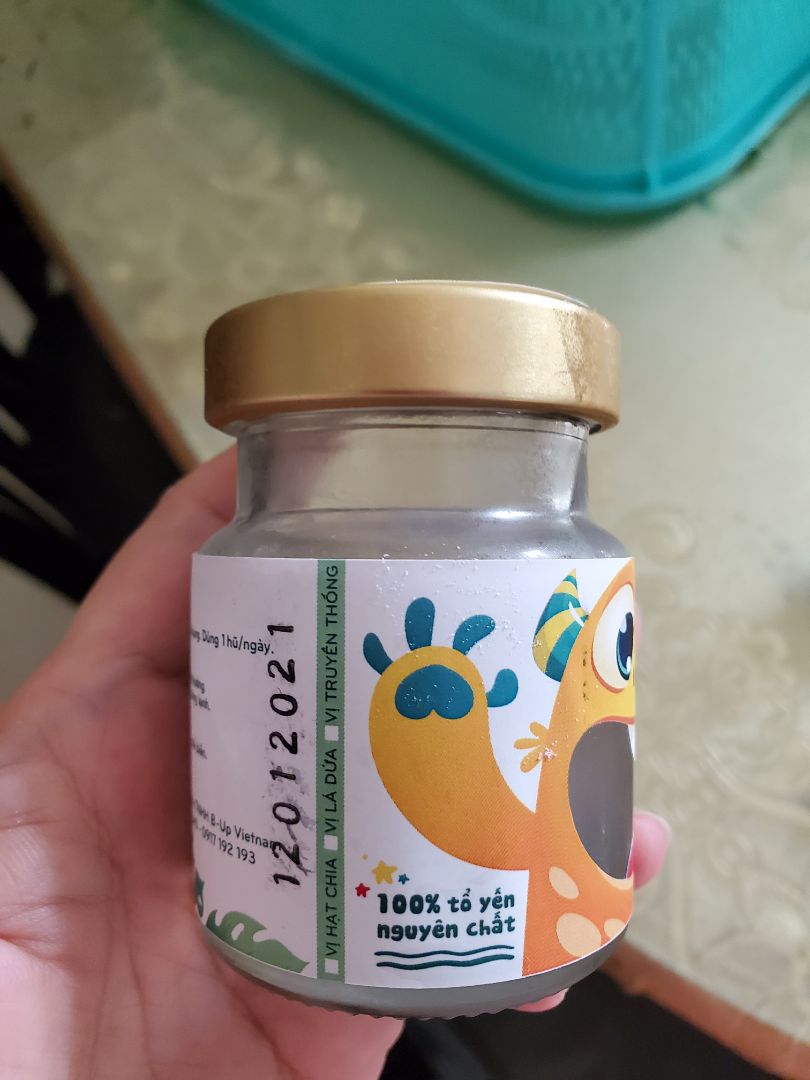 Dùng 1 hũ/ngày.
B-Up Vietnam
0917 192 193
12012021
VỊ HẠT CHIA VỊ LÁ DỨA VỊ TRUYỀN THỐNG
100% tổ yến
nguyên chất